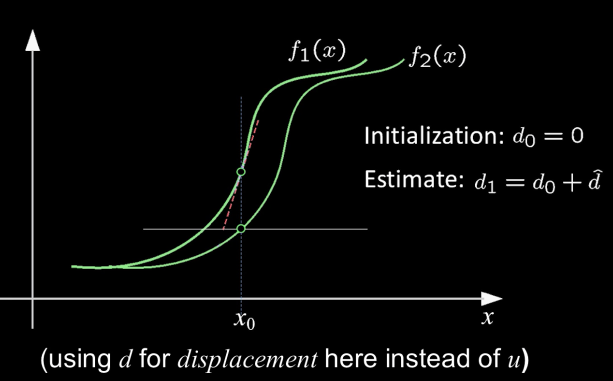 f₁(x)
f₂(x)
Initialization: d₀ = 0
Estimate: d₁ = d₀ + d̂
x₀
x
(using d for displacement here instead of u)